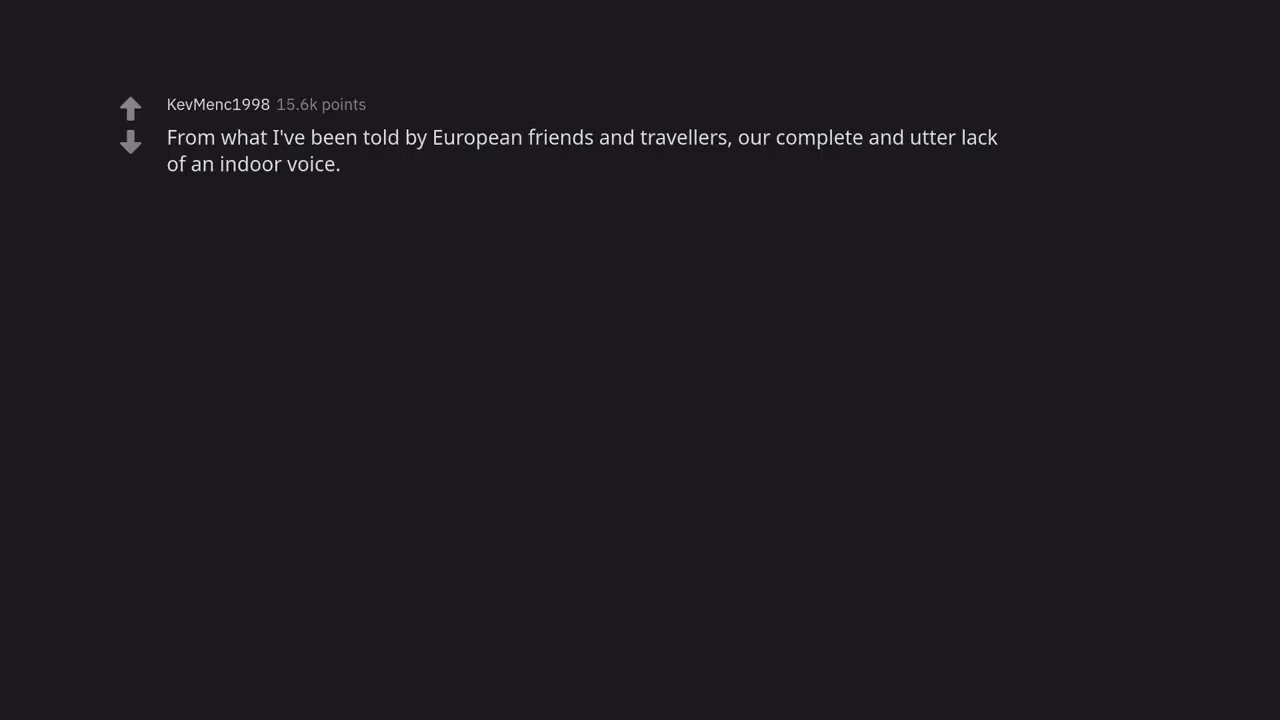 KevMenc1998 15.6k points
From what I've been told by European friends and travellers, our complete and utter lack
of an indoor voice.